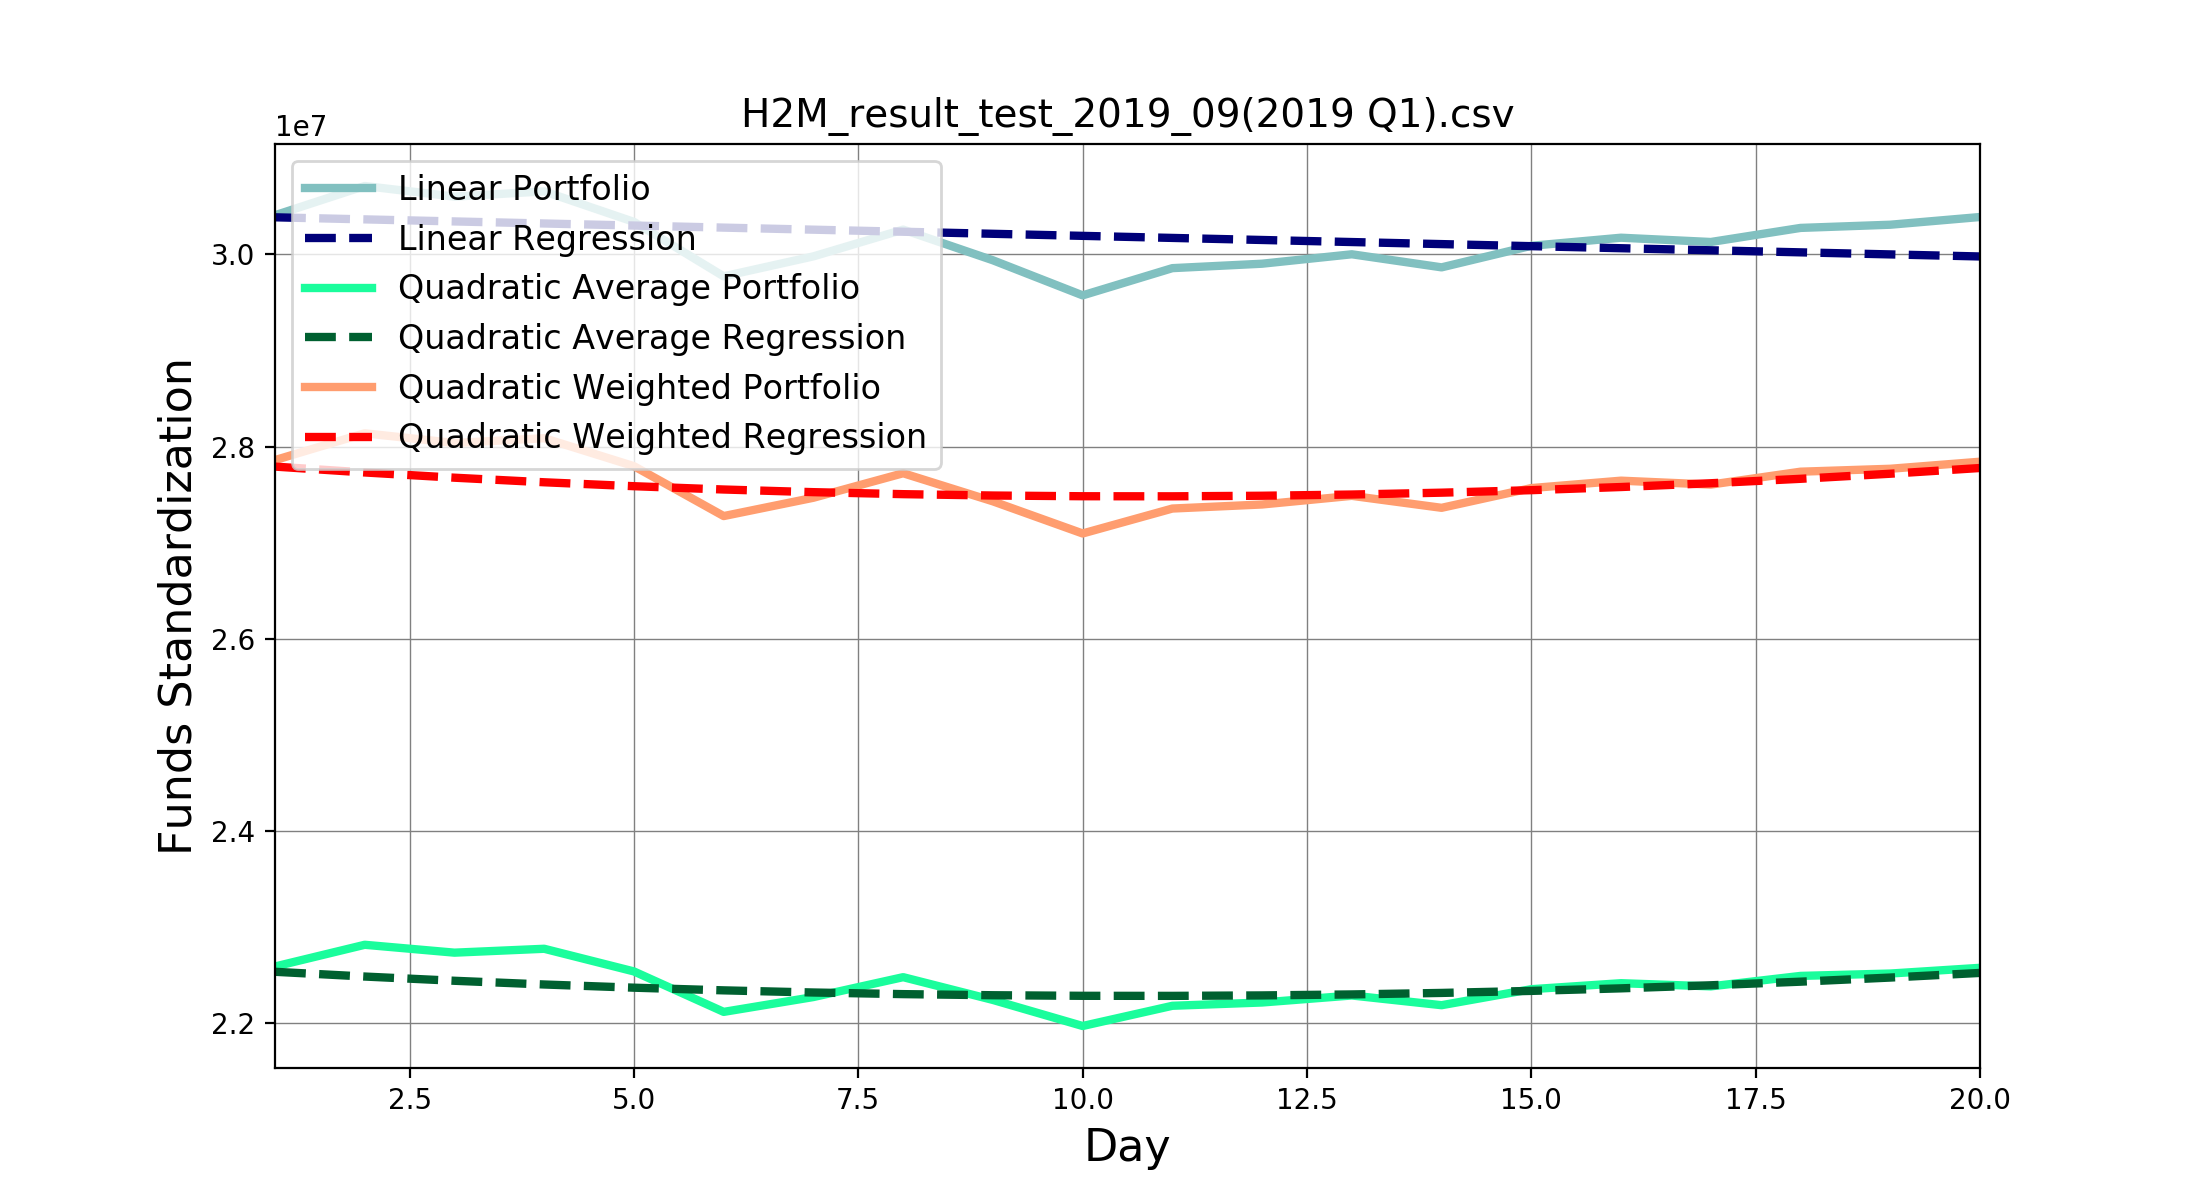 H2M_result_test_2019_09(2019 Q1).csv
1e7
Linear Portfolio
Linear Regression
Quadratic Average Portfolio
Quadratic Average Regression
Quadratic Weighted Portfolio
Quadratic Weighted Regression
3.0
2.8
2.6
2.4
2.2
Funds Standardization
2.5 5.0 7.5 10.0 12.5 15.0 17.5 20.0
Day